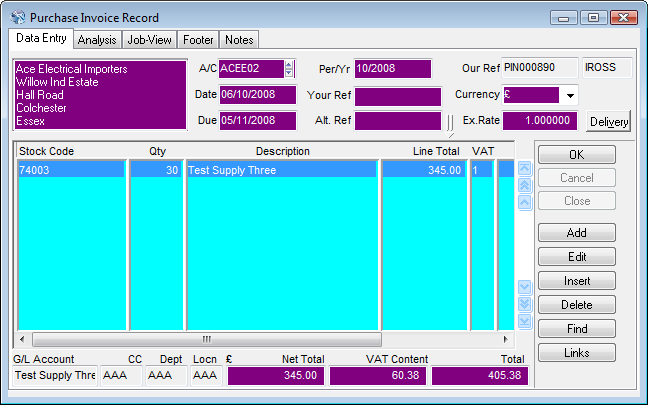 Purchase Invoice Record
Data Entry Analysis Job-View Footer Notes
Ace Electrical Importers
Willow Ind Estate
Hall Road
Colchester
Essex
A/C ACEE02 Per/Yr 10/2008 Our Ref PIN000890 IROSS
Date 06/10/2008 Your Ref Currency £
Due 05/11/2008 Alt. Ref Ex.Rate 1.000000 Delivery
Stock Code Qty Description Line Total VAT
74003 30 Test Supply Three 345.00 1
OK
Cancel
Close
Add
Edit
Insert
Delete
Find
Links
G/L Account CC Dept Locn £ Net Total VAT Content Total
Test Supply Thre AAA AAA AAA 345.00 60.38 405.38